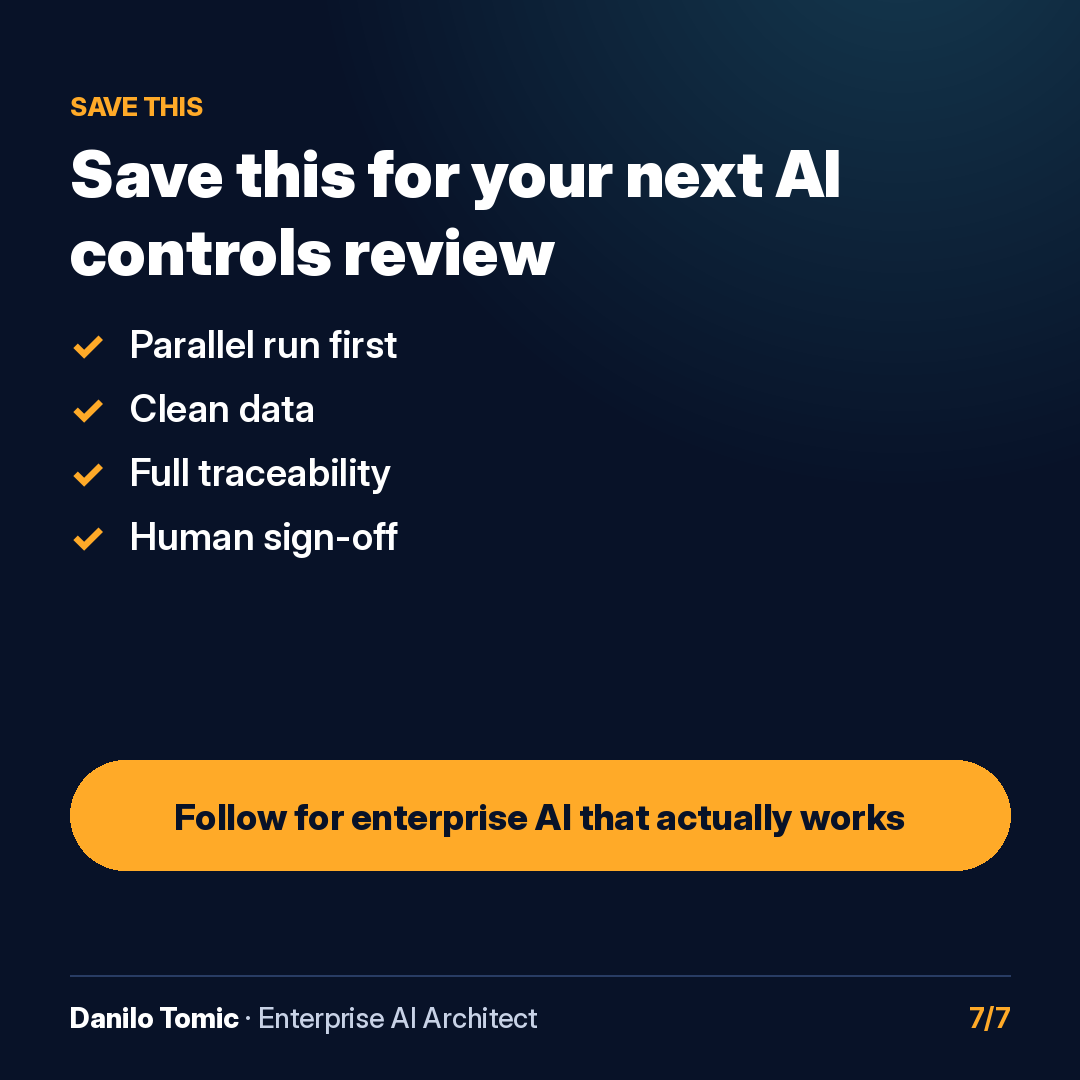 SAVE THIS
Save this for your next AI
controls review
Parallel run first
Clean data
Full traceability
Human sign-off
Follow for enterprise AI that actually works
Danilo Tomic · Enterprise AI Architect
7/7